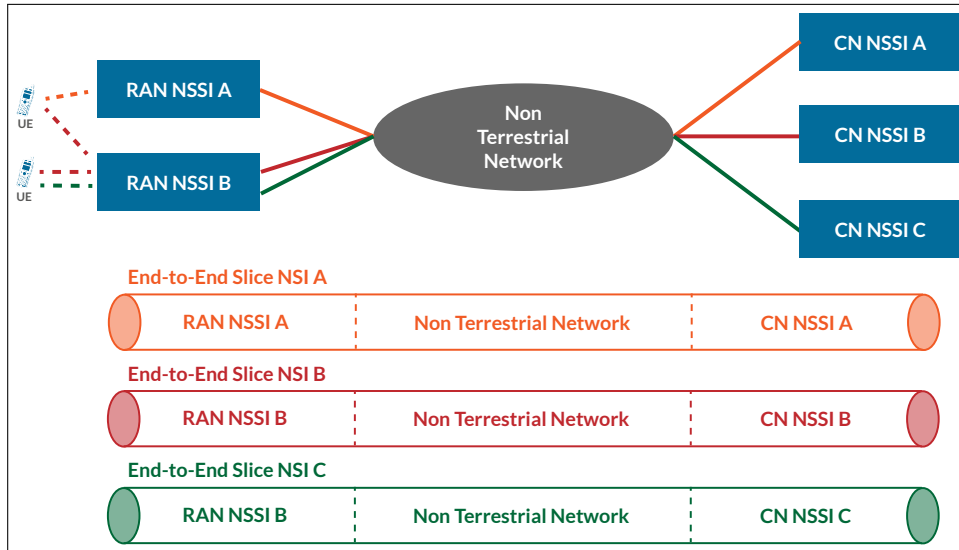 CN NSSI A
RAN NSSI A
UE
Non
Terrestrial
Network
CN NSSI B
RAN NSSI B
UE
CN NSSI C
End-to-End Slice NSI A
RAN NSSI A Non Terrestrial Network CN NSSI A
End-to-End Slice NSI B
RAN NSSI B Non Terrestrial Network CN NSSI B
End-to-End Slice NSI C
RAN NSSI B Non Terrestrial Network CN NSSI C